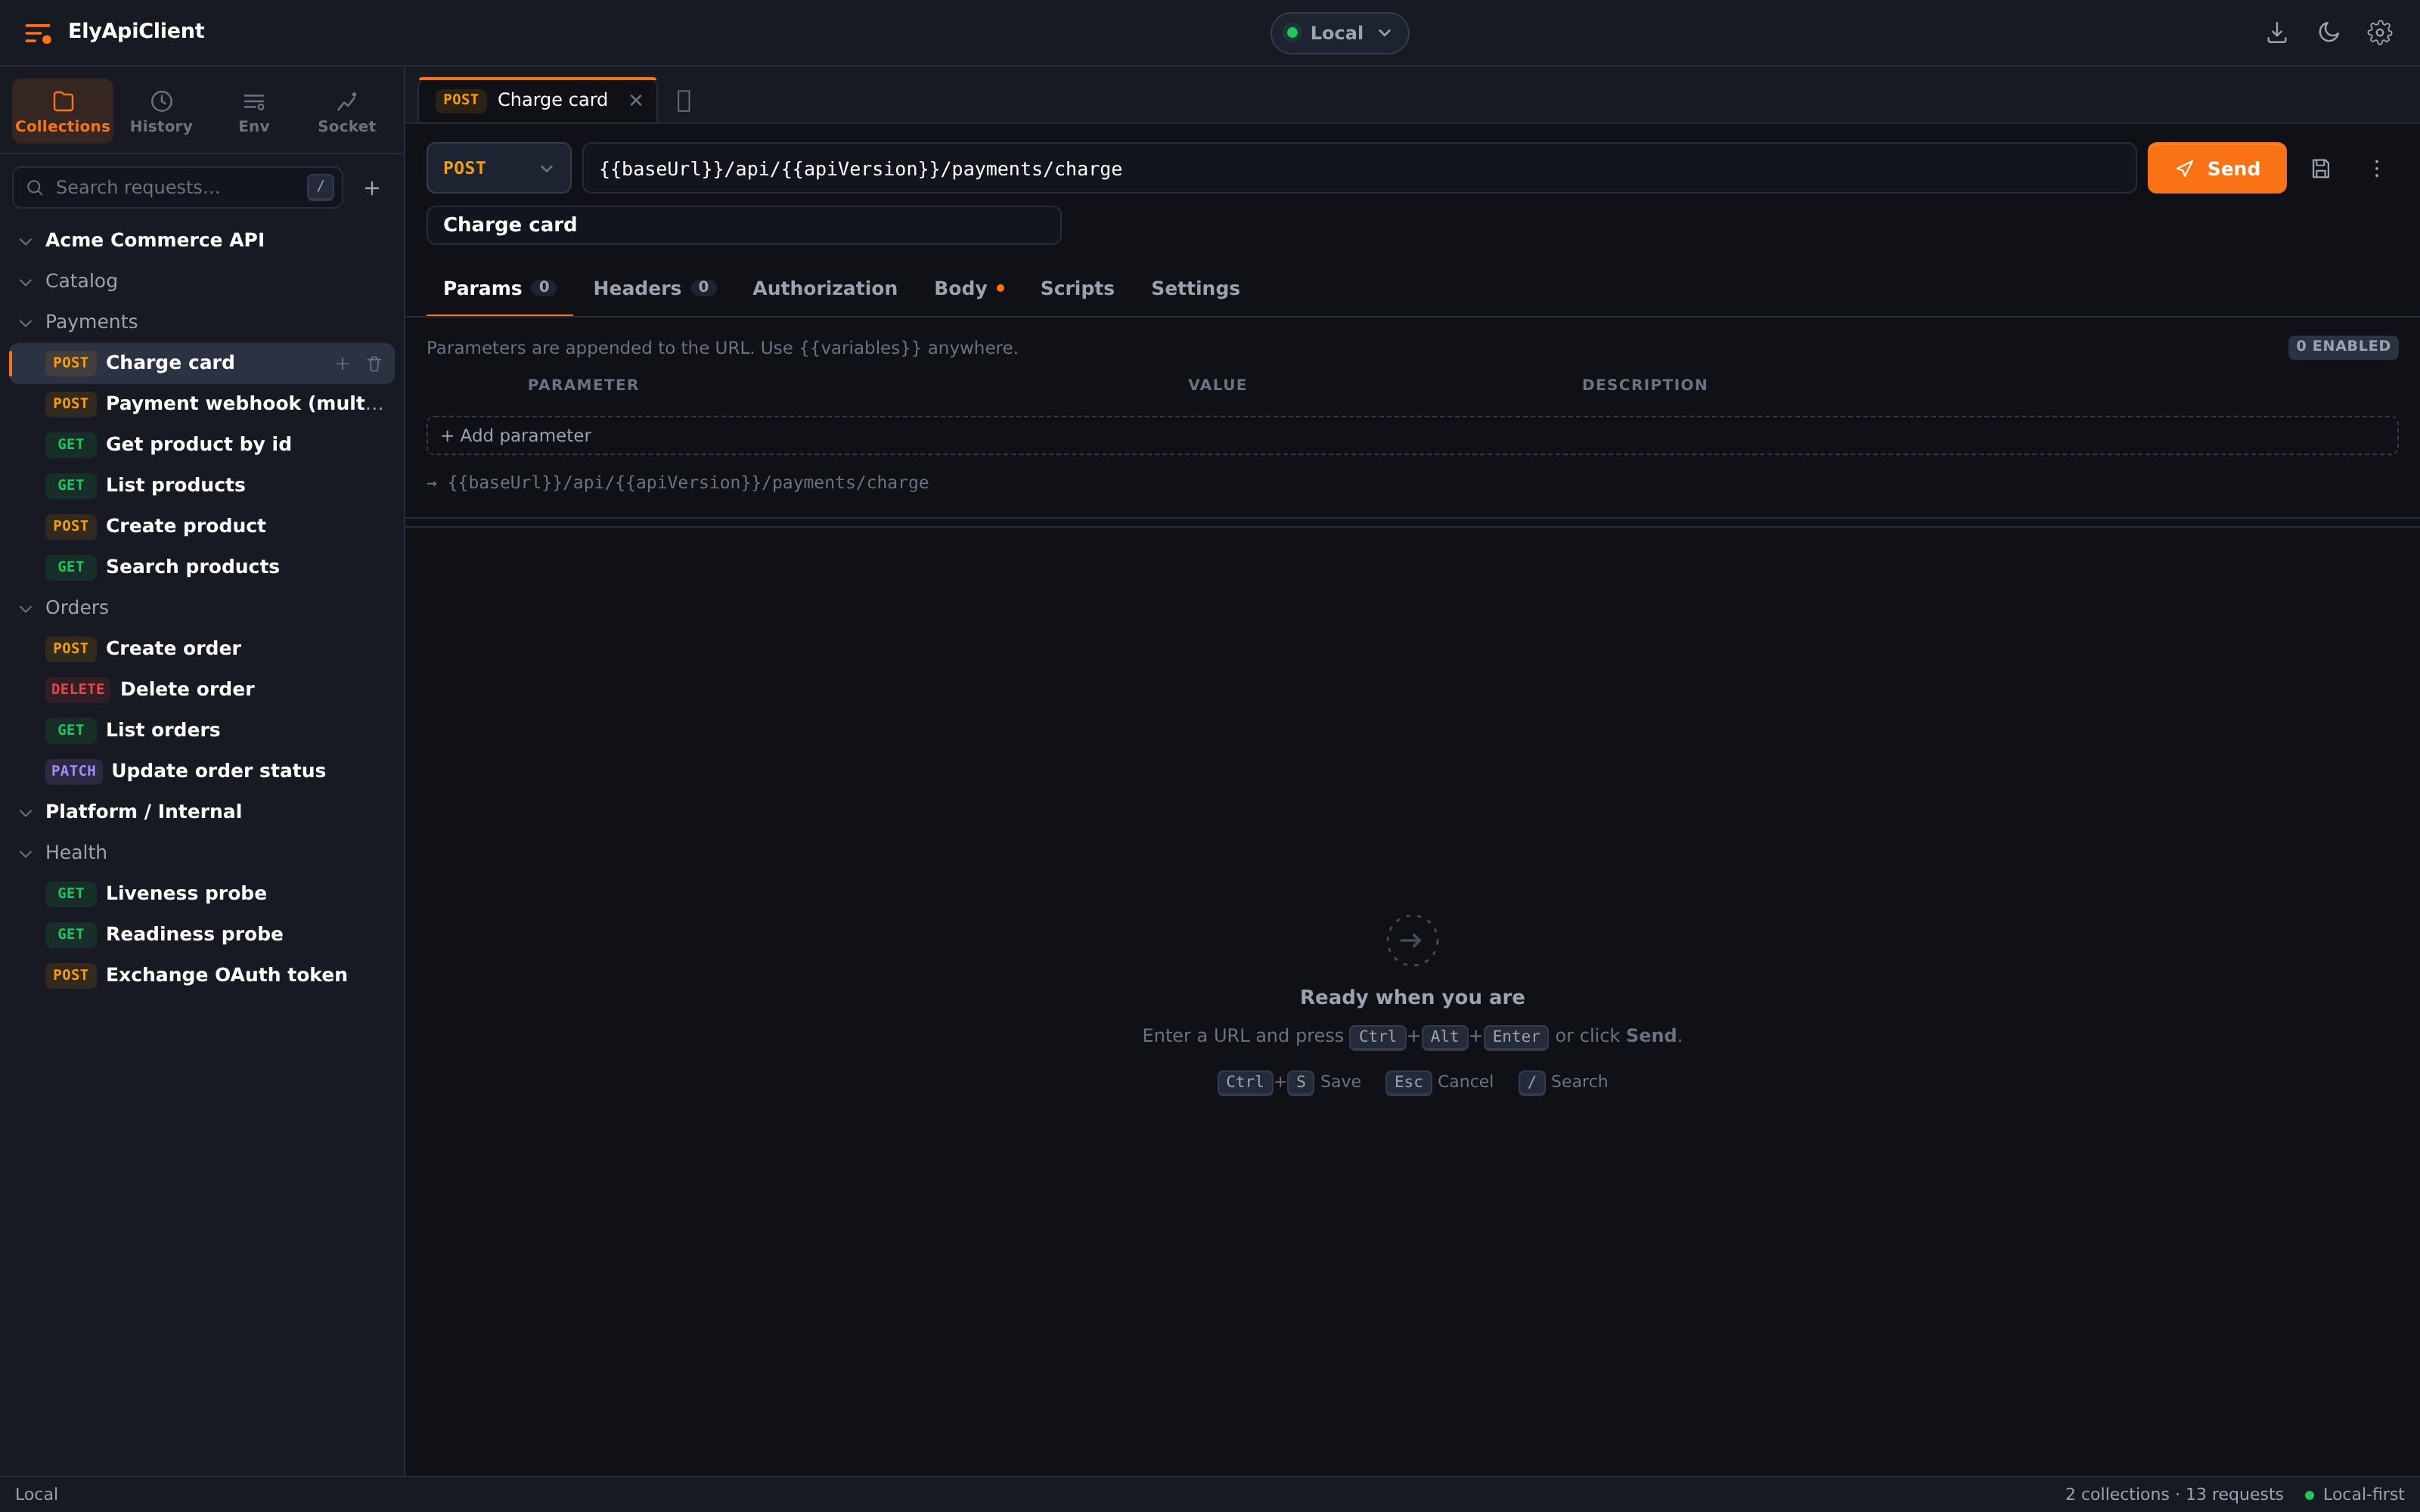 ElyApiClient
Local
Collections
History
Env
Socket
Search requests...
/
+
Acme Commerce API
Catalog
Payments
POST Charge card
POST Payment webhook (mult...
GET Get product by id
GET List products
POST Create product
GET Search products
Orders
POST Create order
DELETE Delete order
GET List orders
PATCH Update order status
Platform / Internal
Health
GET Liveness probe
GET Readiness probe
POST Exchange OAuth token
POST Charge card ×
POST
{{baseUrl}}/api/{{apiVersion}}/payments/charge
Send
Charge card
Params 0 Headers 0 Authorization Body Scripts Settings
Parameters are appended to the URL. Use {{variables}} anywhere.
0 ENABLED
PARAMETER VALUE DESCRIPTION
+ Add parameter
→ {{baseUrl}}/api/{{apiVersion}}/payments/charge
Ready when you are
Enter a URL and press Ctrl+Alt+Enter or click Send.
Ctrl+S Save Esc Cancel / Search
Local
2 collections · 13 requests Local-first